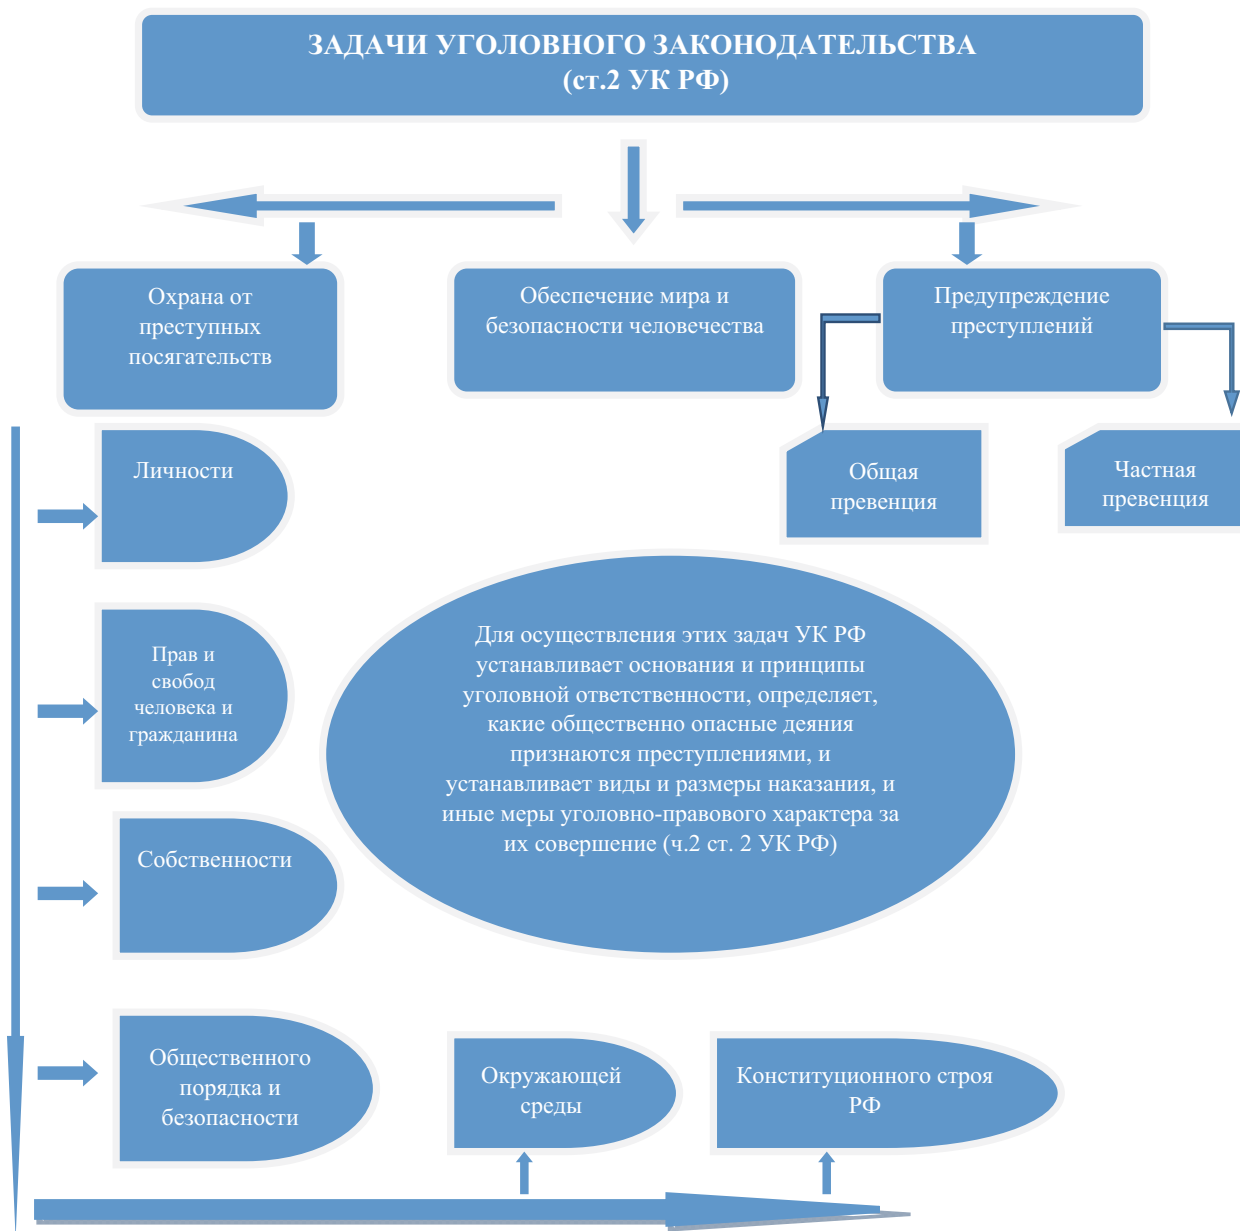 ЗАДАЧИ УГОЛОВНОГО ЗАКОНОДАТЕЛЬСТВА
(ст.2 УК РФ)
Охрана от
преступных
посягательств
Обеспечение мира и
безопасности человечества
Предупреждение
преступлений
Общая
превенция
Частная
превенция
Личности
Прав и
свобод
человека и
гражданина
Собственности
Для осуществления этих задач УК РФ
устанавливает основания и принципы
уголовной ответственности, определяет,
какие общественно опасные деяния
признаются преступлениями, и
устанавливает виды и размеры наказания, и
иные меры уголовно-правового характера за
их совершение (ч.2 ст. 2 УК РФ)
Общественного
порядка и
безопасности
Окружающей
среды
Конституционного строя
РФ